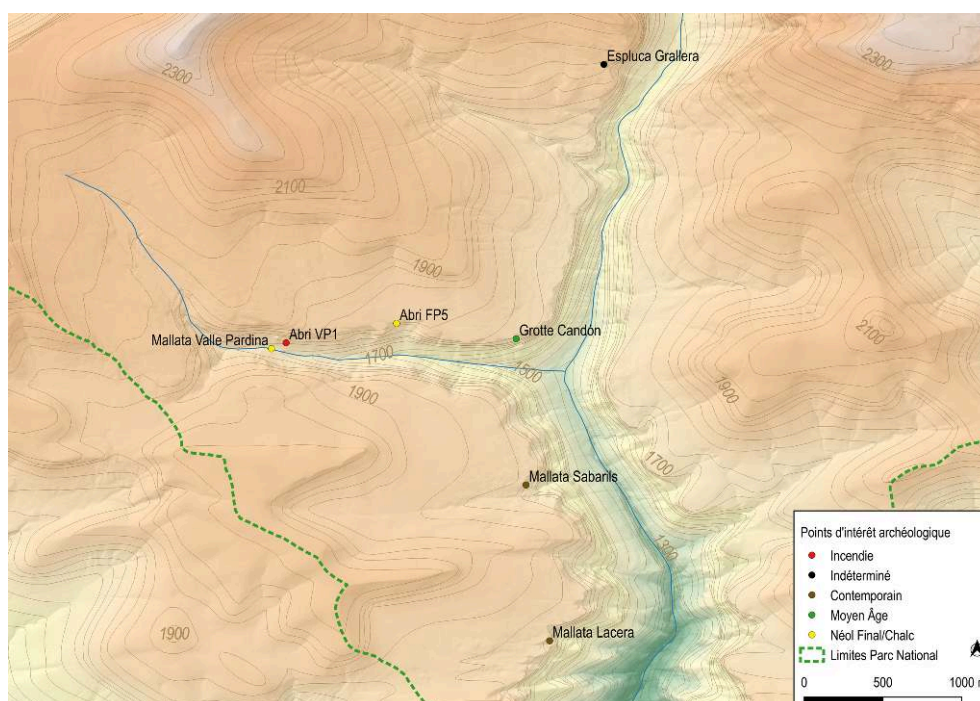 Espluca Grallera
2300
2300
2100
1900
Abri FP5
Abri VP1
Mallata Valle Pardina
Grotte Candón
1700
1500
1900
2100
1900
Mallata Sabarils
1700
1300
Mallata Lacera
1900
Points d'intérêt archéologique
Incendie
Indéterminé
Contemporain
Moyen Âge
Néol Final/Chalc
Limites Parc National
0 500 1000 m